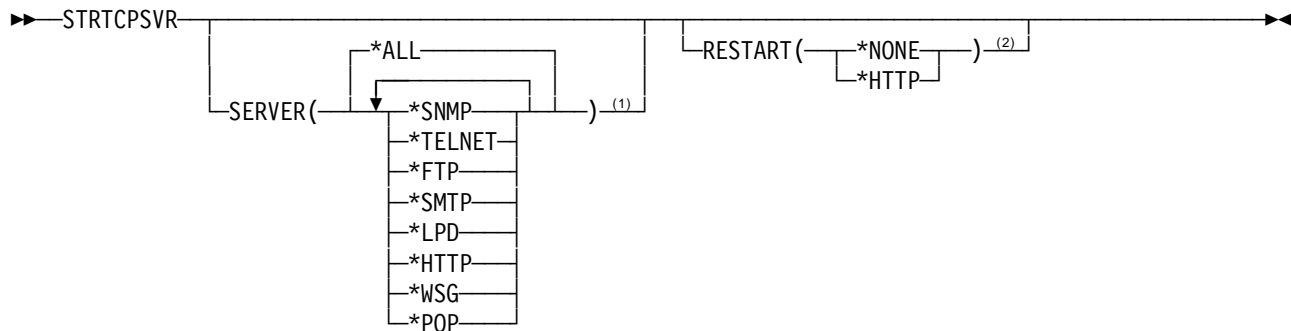 STRTCPSVR
*ALL
SERVER( *SNMP ) (1)
*TELNET
*FTP
*SMTP
*LPD
*HTTP
*WSG
*POP
RESTART( *NONE ) (2)
*HTTP